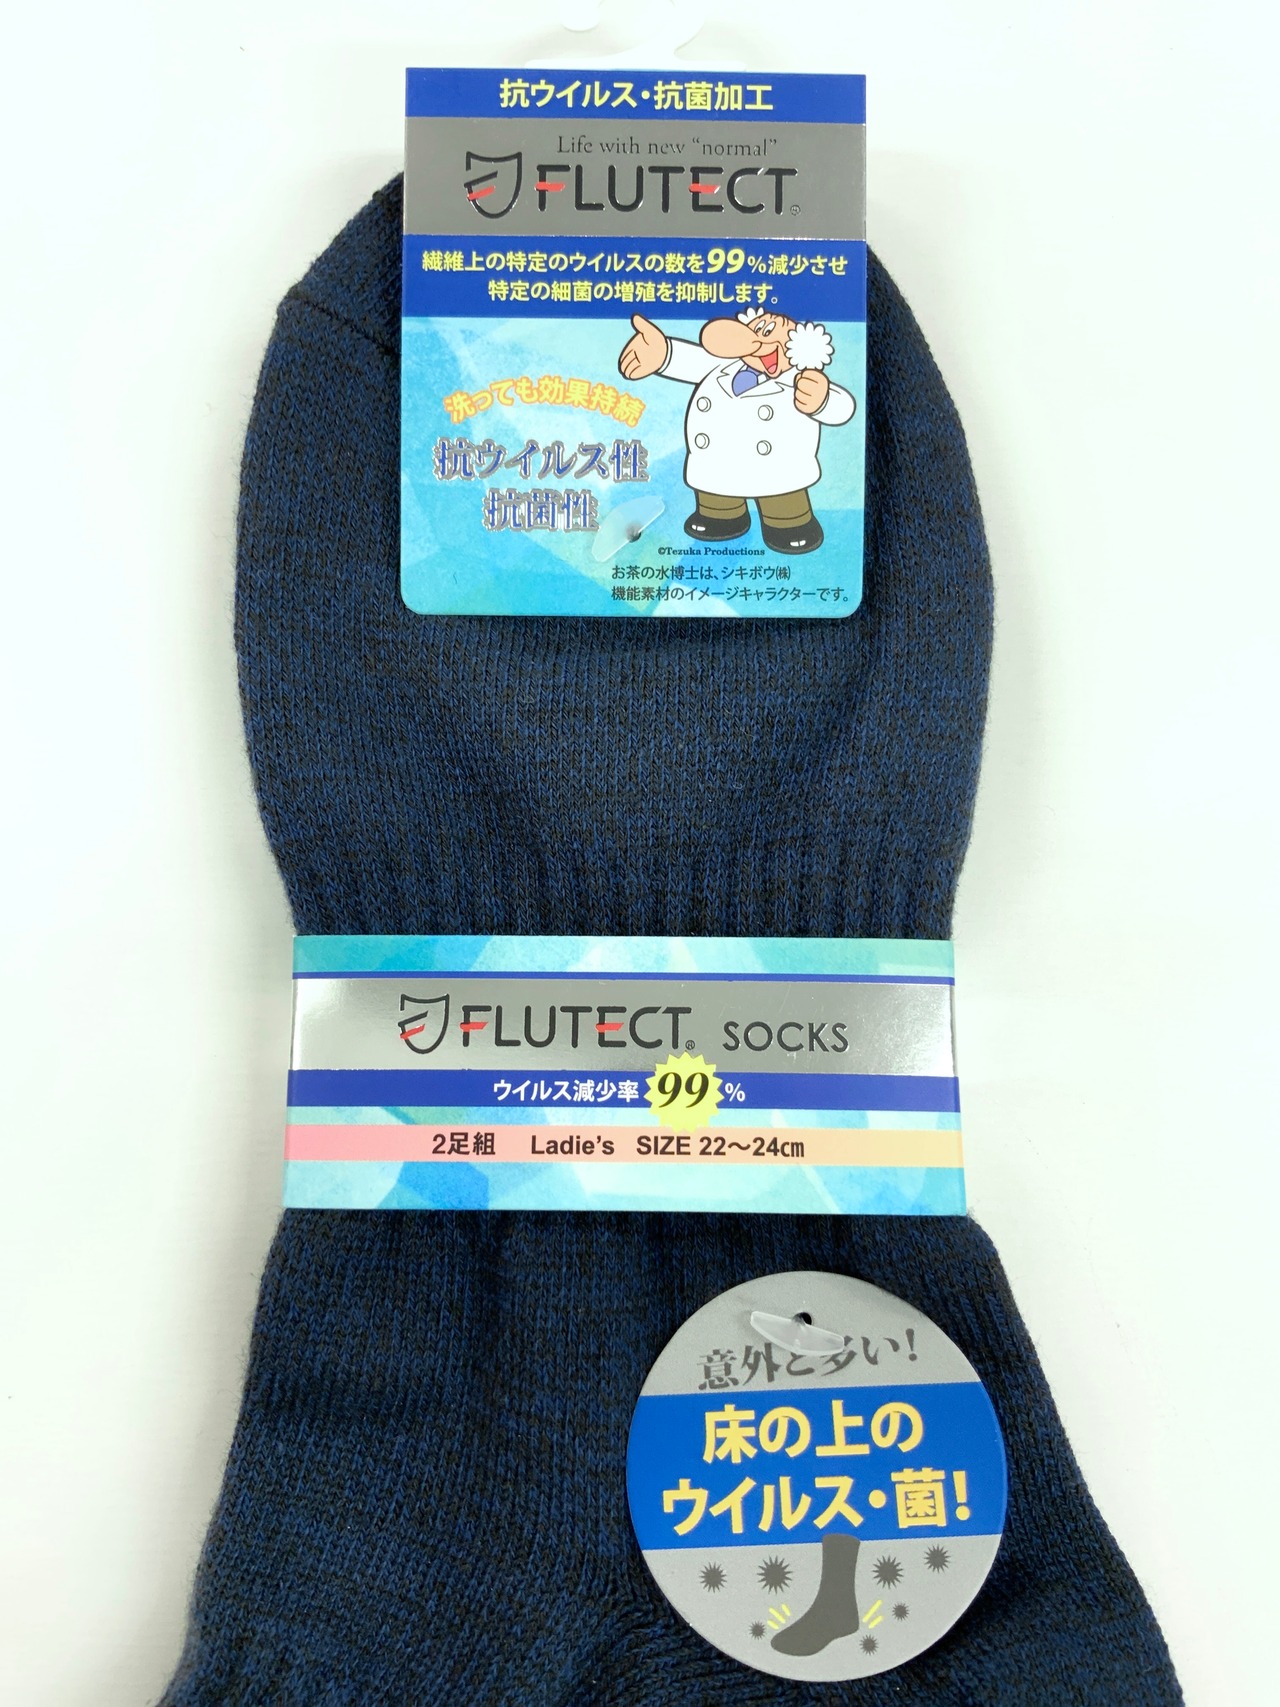 抗ウイルス・抗菌加工
Life with new “normal”
FLUTECT®
繊維上の特定のウイルスの数を99%減少させ
特定の細菌の増殖を抑制します。
洗っても効果持続
抗ウイルス性
抗菌性
©Tezuka Productions
お茶の水博士は、シキボウ㈱
機能素材のイメージキャラクターです。
FLUTECT® SOCKS
ウイルス減少率99%
2足組 Ladie’s SIZE 22〜24㎝
意外と多い!
床の上の
ウイルス・菌!